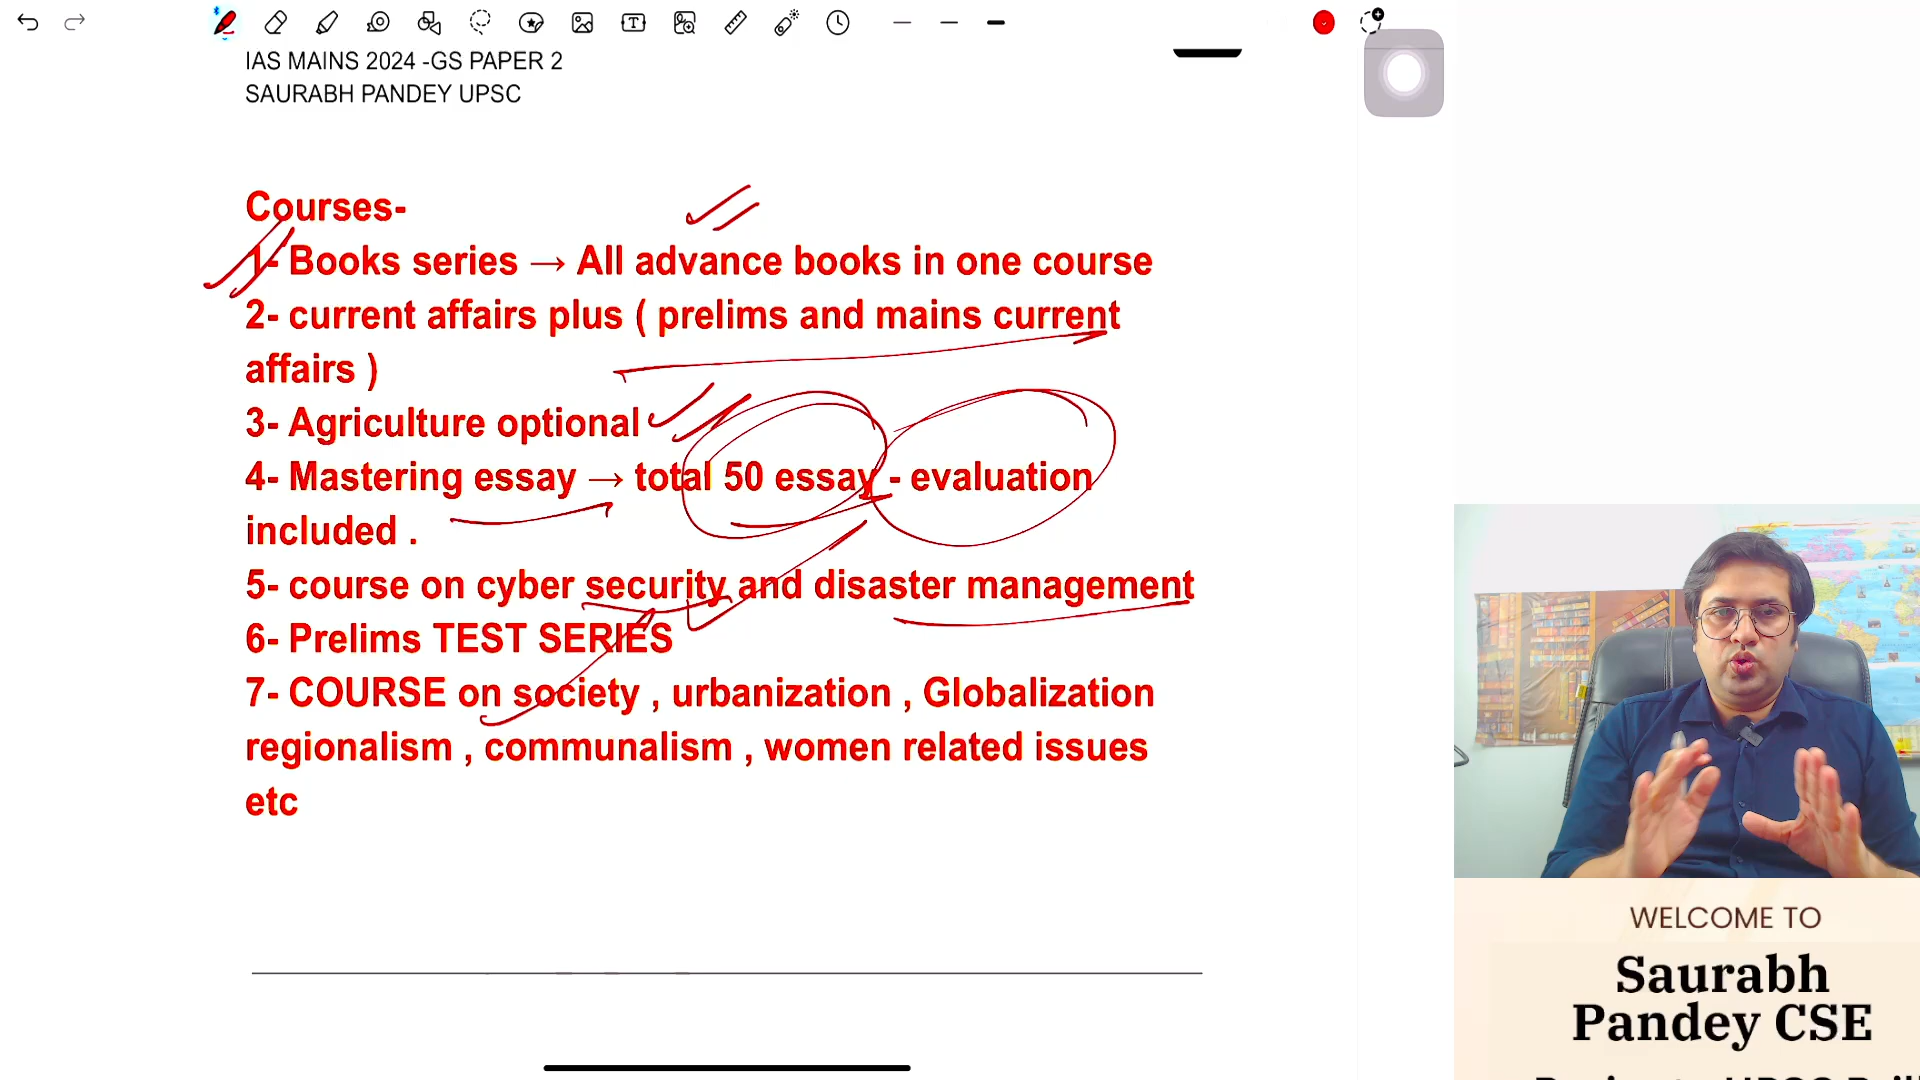 IAS MAINS 2024 -GS PAPER 2
SAURABH PANDEY UPSC
Courses-
1- Books series → All advance books in one course
2- current affairs plus ( prelims and mains current
affairs )
3- Agriculture optional
4- Mastering essay → total 50 essay - evaluation
included .
5- course on cyber security and disaster management
6- Prelims TEST SERIES
7- COURSE on society , urbanization , Globalization
regionalism , communalism , women related issues
etc
WELCOME TO
Saurabh
Pandey CSE